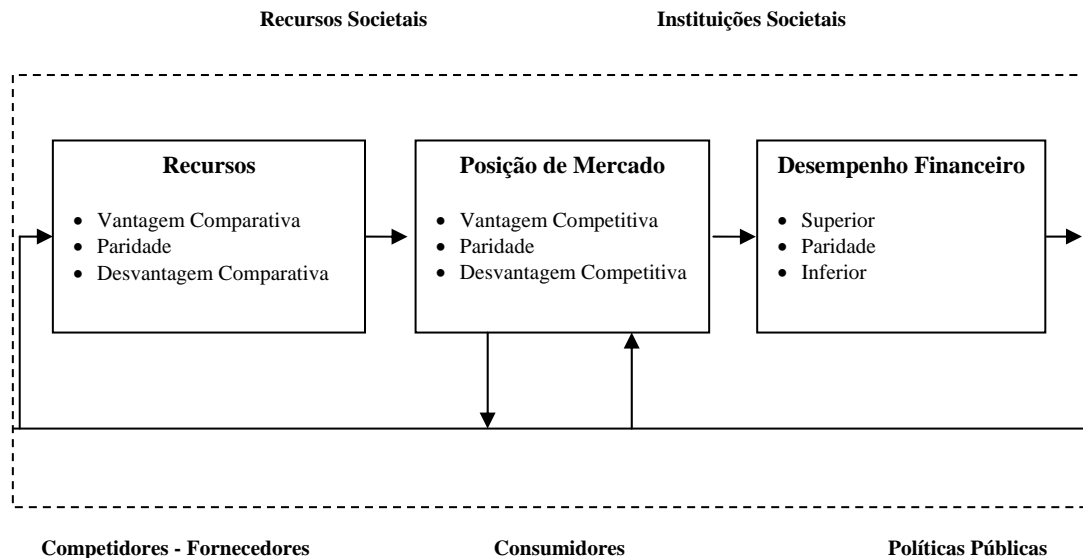 Recursos Societais
Instituições Societais
Recursos
• Vantagem Comparativa
• Paridade
• Desvantagem Comparativa
Posição de Mercado
• Vantagem Competitiva
• Paridade
• Desvantagem Competitiva
Desempenho Financeiro
• Superior
• Paridade
• Inferior
Competidores - Fornecedores
Consumidores
Políticas Públicas